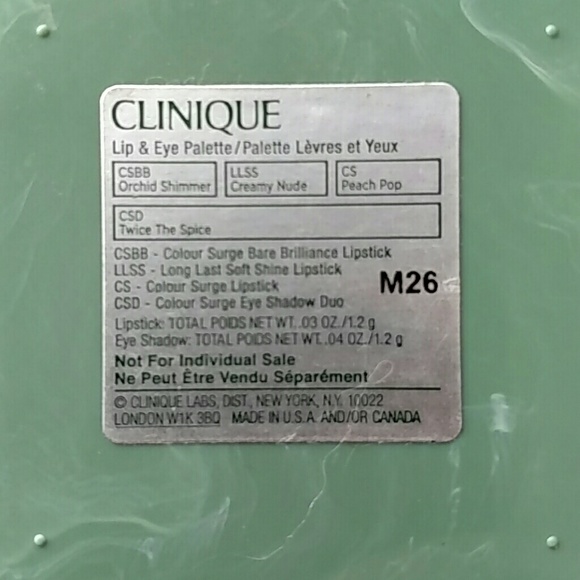 CLINIQUE
Lip & Eye Palette/Palette Lèvres et Yeux
CSBB LLSS CS
Orchid Shimmer Creamy Nude Peach Pop
CSD
Twice The Spice
CSBB - Colour Surge Bare Brilliance Lipstick
LLSS - Long Last Soft Shine Lipstick
CS - Colour Surge Lipstick
CSD - Colour Surge Eye Shadow Duo
M26
Lipstick: TOTAL POIDS NET WT. .03 OZ./1.2 g
Eye Shadow: TOTAL POIDS NET WT. .04 OZ./1.2 g
Not For Individual Sale
Ne Peut Être Vendu Séparément
© CLINIQUE LABS, DIST, NEW YORK, N.Y. 10022
LONDON W1K 3BQ MADE IN U.S.A. AND/OR CANADA